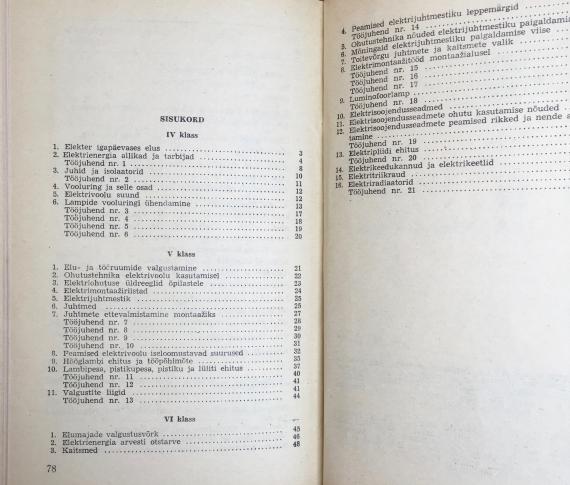 SISUKORD
IV klass
1. Elekter igapäevases elus
2. Elektrienergia allikad ja tarbijad 3
Tööjuhend nr. 1 4
3. Juhid ja isolaatorid 8
Tööjuhend nr. 2 10
4. Vooluring ja selle osad 11
5. Elektrivoolu suund 12
6. Lampide vooluringi ühendamine 12
Tööjuhend nr. 3 13
Tööjuhend nr. 4 17
Tööjuhend nr. 5 18
Tööjuhend nr. 6 19
20
V klass
1. Elu- ja tööruumide valgustamine 21
2. Ohutustehnika elektrivoolu kasutamisel 22
3. Elektriohutuse üldreeglid õpilastele 23
4. Elektrimontaažiriistad 24
5. Elektrijuhtmestik 25
6. Juhtmed 25
7. Juhtmete ettevalmistamine montaažiks 27
Tööjuhend nr. 7 28
Tööjuhend nr. 8 29
Tööjuhend nr. 9 30
Tööjuhend nr. 10 31
8. Peamised elektrivoolu iseloomustavad suurused 32
9. Hõõglambi ehitus ja tööpõhimõte 35
10. Lambipesa, pistikupesa, pistiku ja lüliti ehitus 37
Tööjuhend nr. 11 40
Tööjuhend nr. 12 41
11. Valgustite liigid 41
Tööjuhend nr. 13 44
VI klass
1. Elumajade valgustusvõrk 45
2. Elektrienergia arvesti otstarve 46
3. Kaitsmed 48
78
4. Peamised elektrijuhtmestiku leppemärgid
Tööjuhend nr. 14
5. Ohutustehnika nõuded elektrijuhtmestiku
6. Mõningaid elektrijuhtmestiku paigaldamise viise
7. Toitevõrgu juhtmete ja kaitsmete valik
8. Elektrimontaažitööd montaažialusel
Tööjuhend nr. 15
Tööjuhend nr. 16
Tööjuhend nr. 17
9. Luminofoorlamp
Tööjuhend nr. 18
10. Elektrisoojendusseadmed
11. Elektrisoojendusseadmete ohutu kasutamise nõuded
12. Elektrisoojendusseadmete peamised rikked ja nende
tamine
Tööjuhend nr. 19
13. Elektripliidi ehitus
Tööjuhend nr. 20
14. Elektrikeedukannud ja elektrikeetlid
15. Elektritriikraud
16. Elektriradiaatorid
Tööjuhend nr. 21